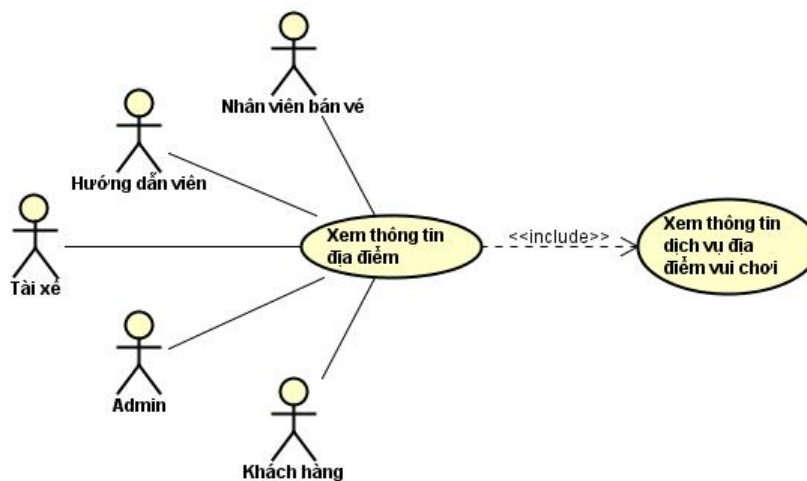 Nhân viên bán vé
Hướng dẫn viên
Tài xế
Xem thông tin
địa điểm
<<include>>
Xem thông tin
dịch vụ địa
điểm vui chơi
Admin
Khách hàng